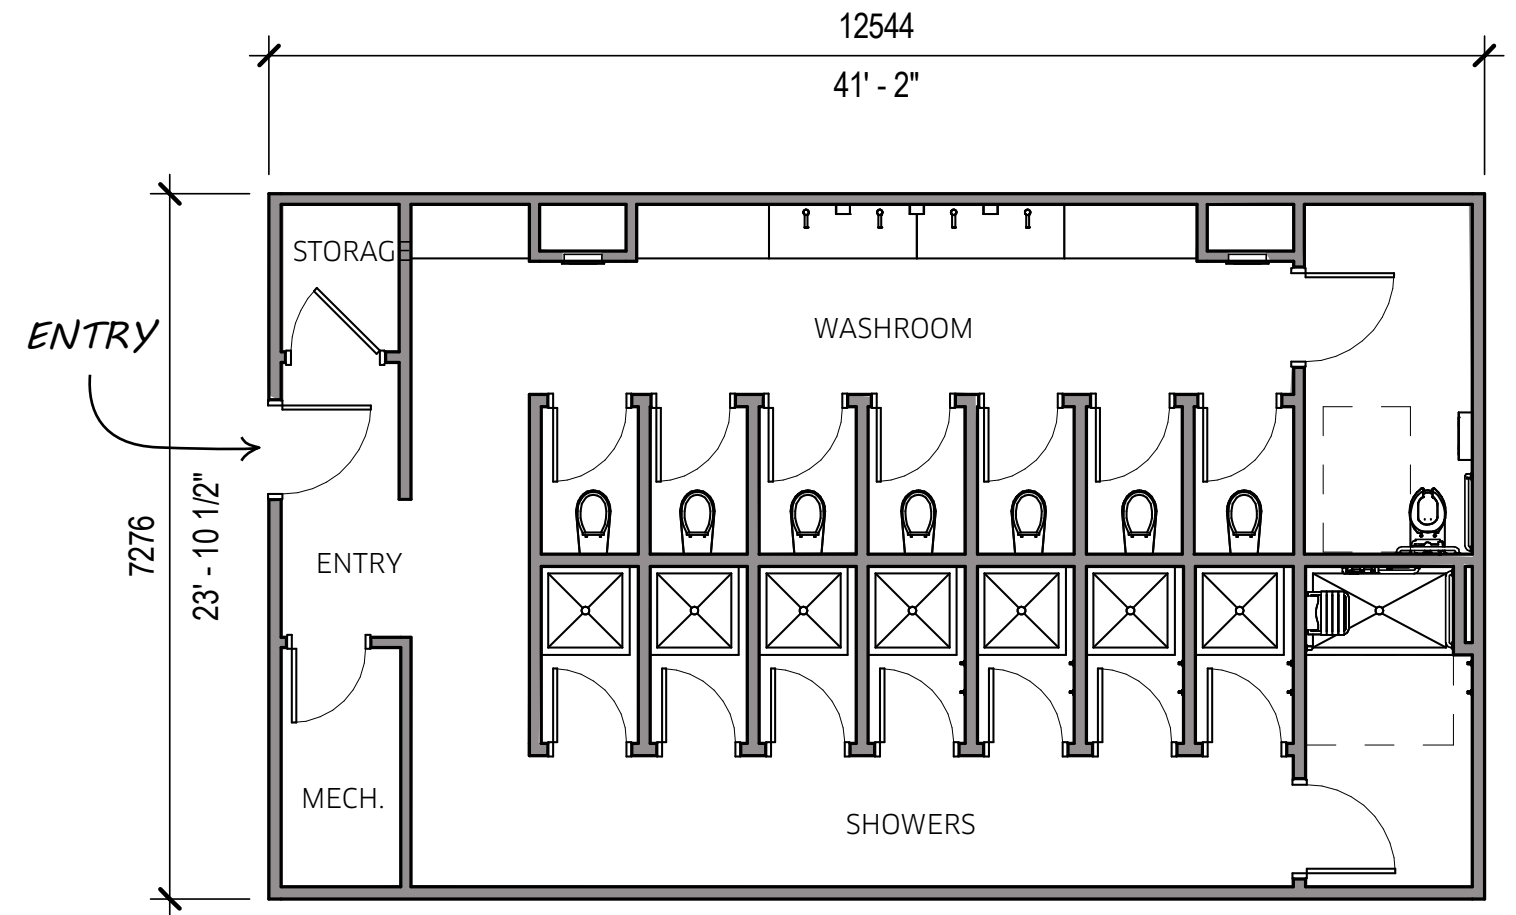 12544
41' - 2"
STORAGE
ENTRY
WASHROOM
7276
23' - 10 1/2"
ENTRY
MECH.
SHOWERS